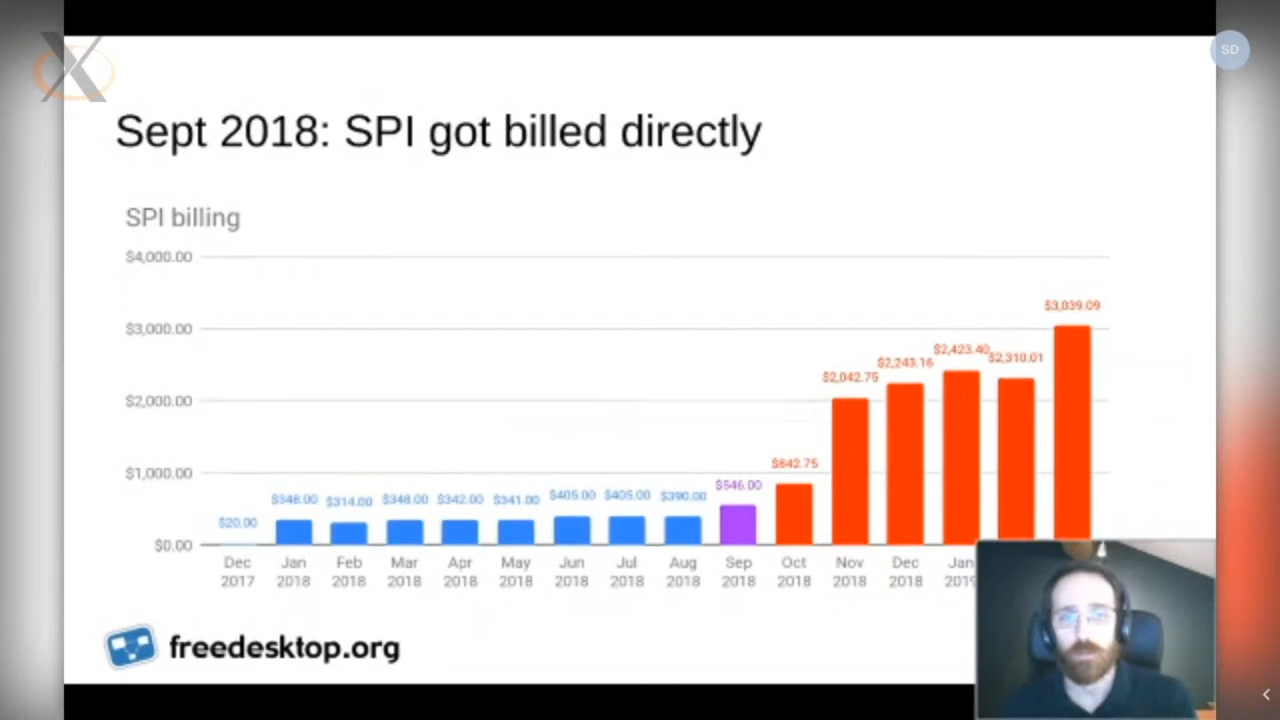 X
SD
Sept 2018: SPI got billed directly
SPI billing
$4,000.00
$3,000.00
$2,000.00
$1,000.00
$0.00
$20.00
$348.00
$314.00
$348.00
$342.00
$341.00
$405.00
$405.00
$390.00
$546.00
$842.75
$2,042.75
$2,243.16
$2,423.40
$2,310.01
$3,039.09
Dec 2017
Jan 2018
Feb 2018
Mar 2018
Apr 2018
May 2018
Jun 2018
Jul 2018
Aug 2018
Sep 2018
Oct 2018
Nov 2018
Dec 2018
Jan 2019
freedesktop.org